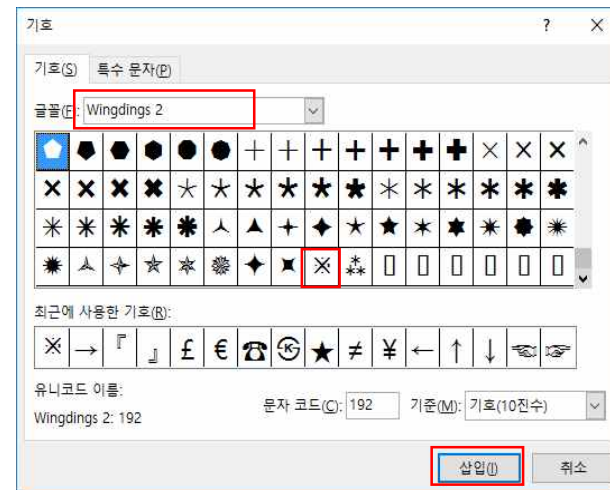 기호 ? ×
기호(S) 특수 문자(P)
글꼴(F): Wingdings 2
최근에 사용한 기호(R):
※ → 『 』 £ € ☎ ㉿ ★ ≠ ¥ ← ↑ ↓ ☜ ☞
유니코드 이름:
Wingdings 2: 192
문자 코드(C): 192 기준(M): 기호(10진수)
삽입(I) 취소